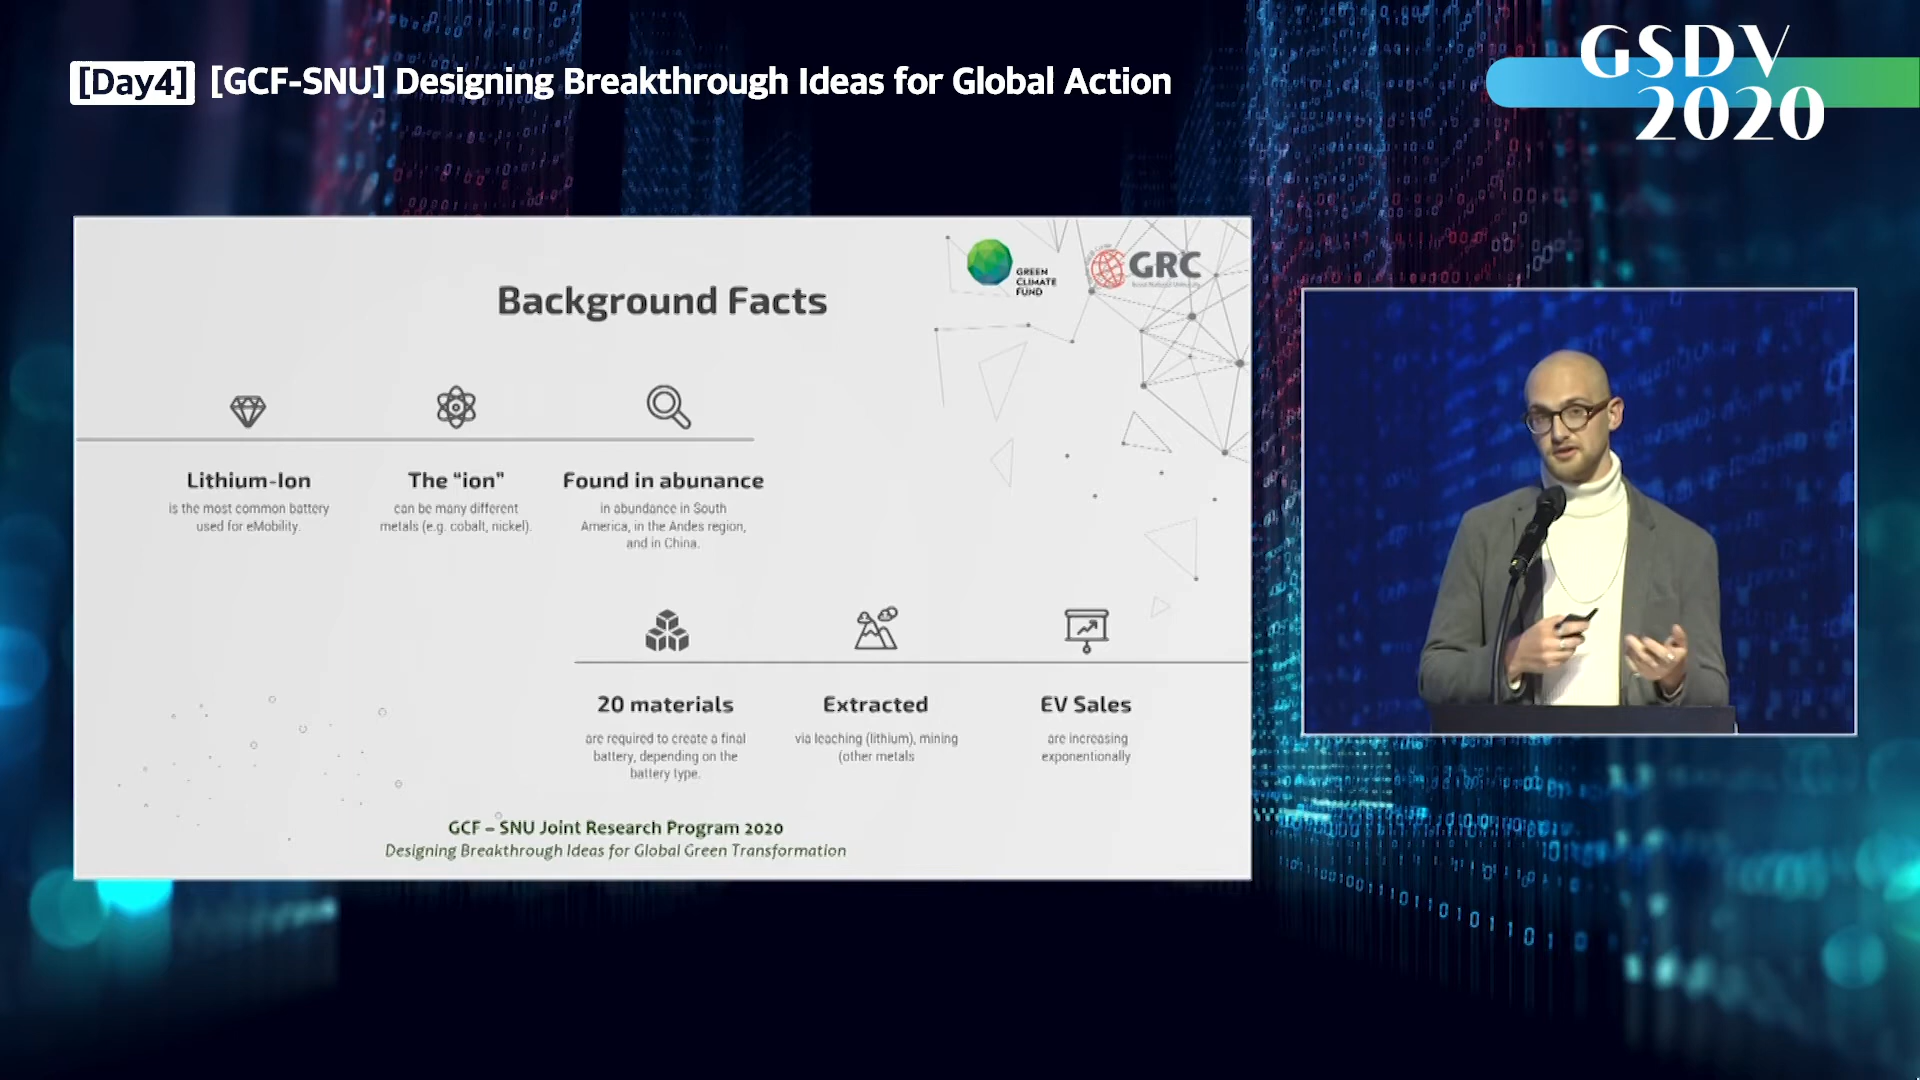 [Day4] [GCF-SNU] Designing Breakthrough Ideas for Global Action
GSDV
2020
GREEN
CLIMATE
FUND
GRC
Background Facts
Lithium-Ion
is the most common battery
used for eMobility.
The “ion”
can be many different
metals (e.g. cobalt, nickel).
Found in abunance
in abundance in South
America, in the Andes region,
and in China.
20 materials
are required to create a final
battery, depending on the
battery type.
Extracted
via leaching (lithium), mining
(other metals
EV Sales
are increasing
exponentionally
GCF – SNU Joint Research Program 2020
Designing Breakthrough Ideas for Global Green Transformation